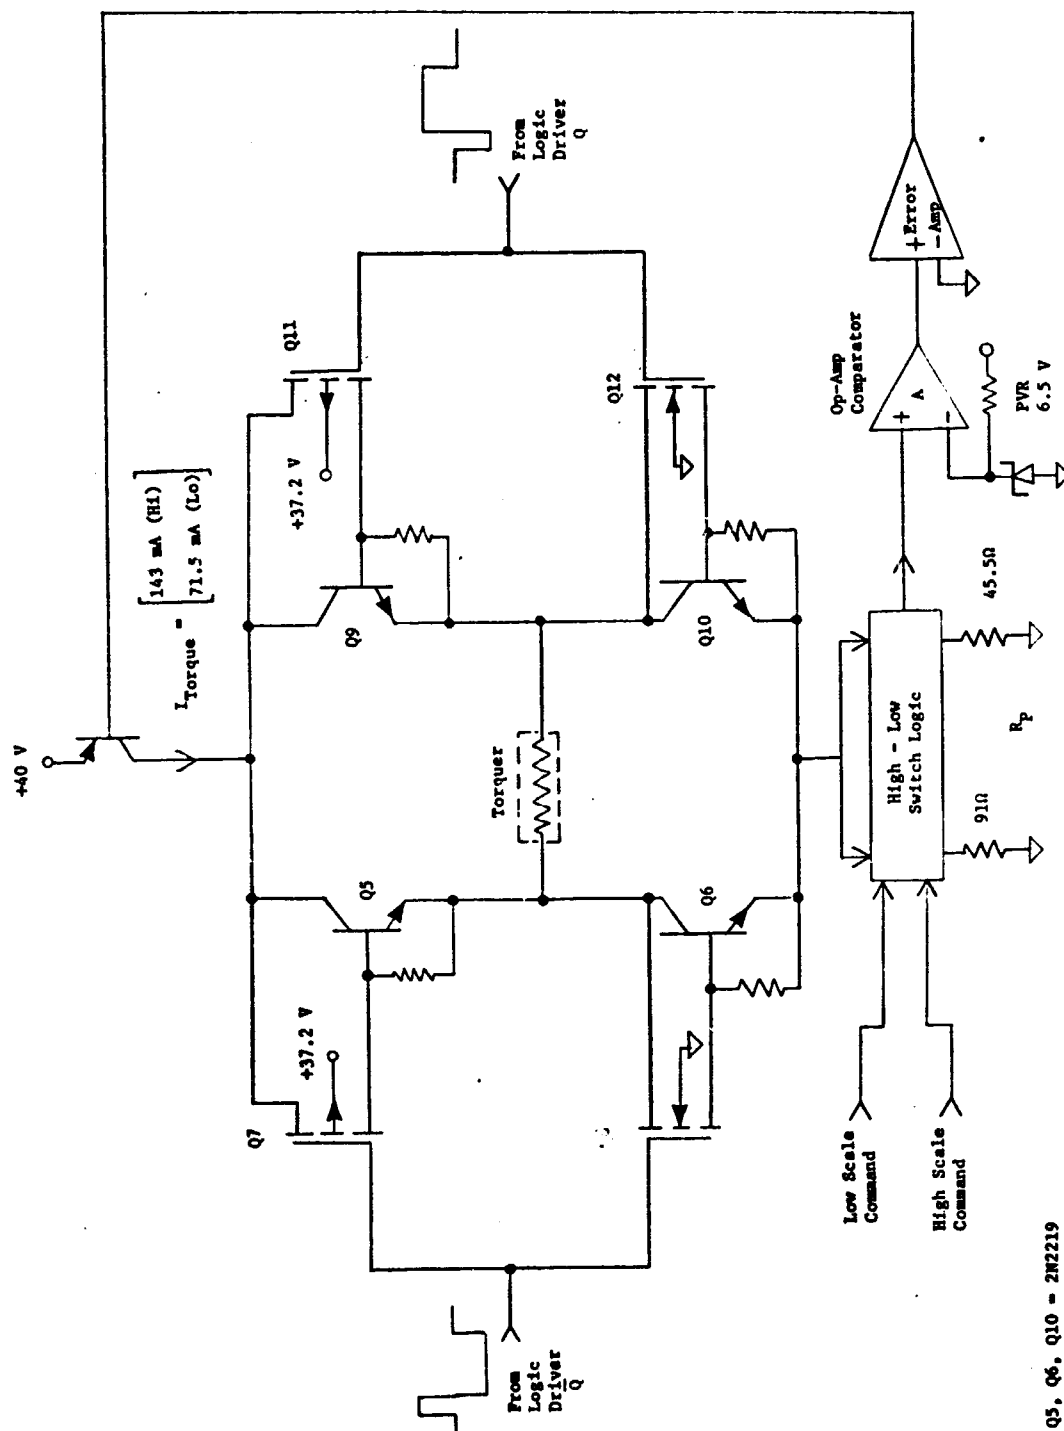 +40 V
I Torque = [143 mA (Hi)
71.5 mA (Lo)]
Q7
+37.2 V
Q5
Q9
+37.2 V
Q11
Torquer
From
Logic
Driver
Q̅
From
Logic
Driver
Q
Q6
Q10
Q12
Low Scale
Command
High Scale
Command
High - Low
Switch Logic
91Ω
Rp
45.5Ω
Op-Amp
Comparator
+
A
−
PVR
6.5 V
+Error
−Amp
Q5, Q6, Q10 = 2N2219